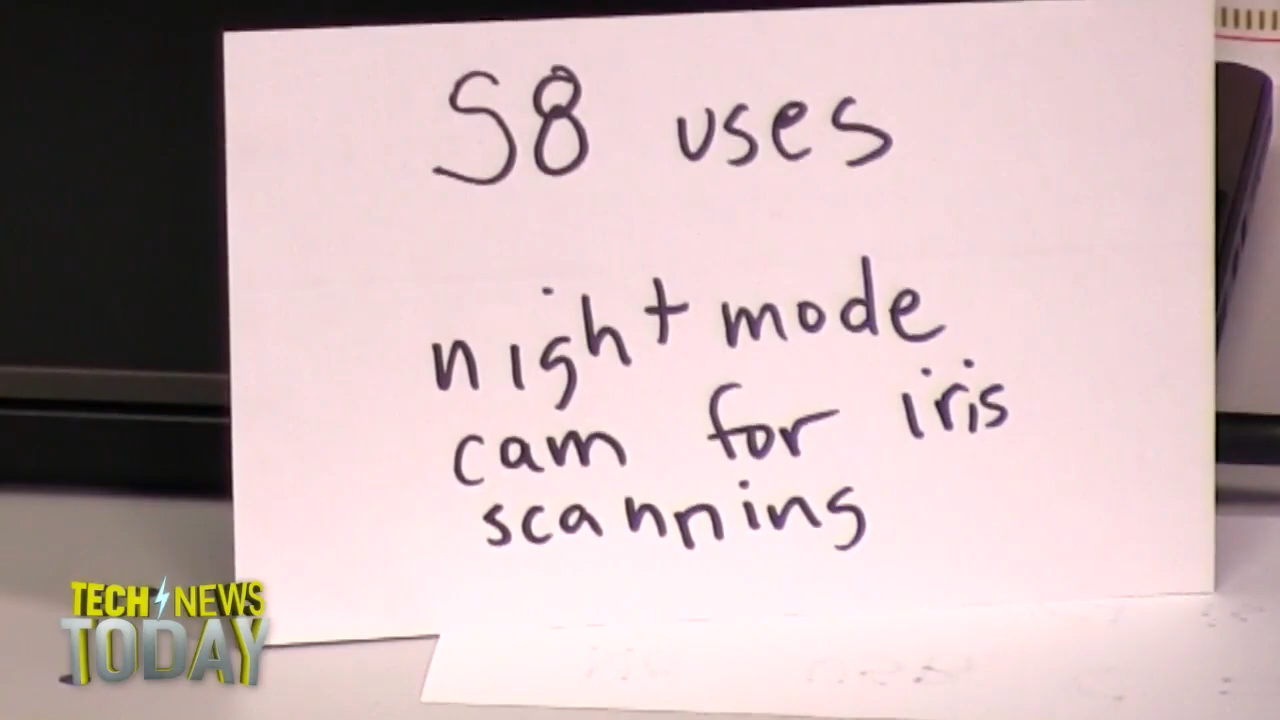 S8 uses
night mode
cam for iris
scanning
TECH NEWS
TODAY